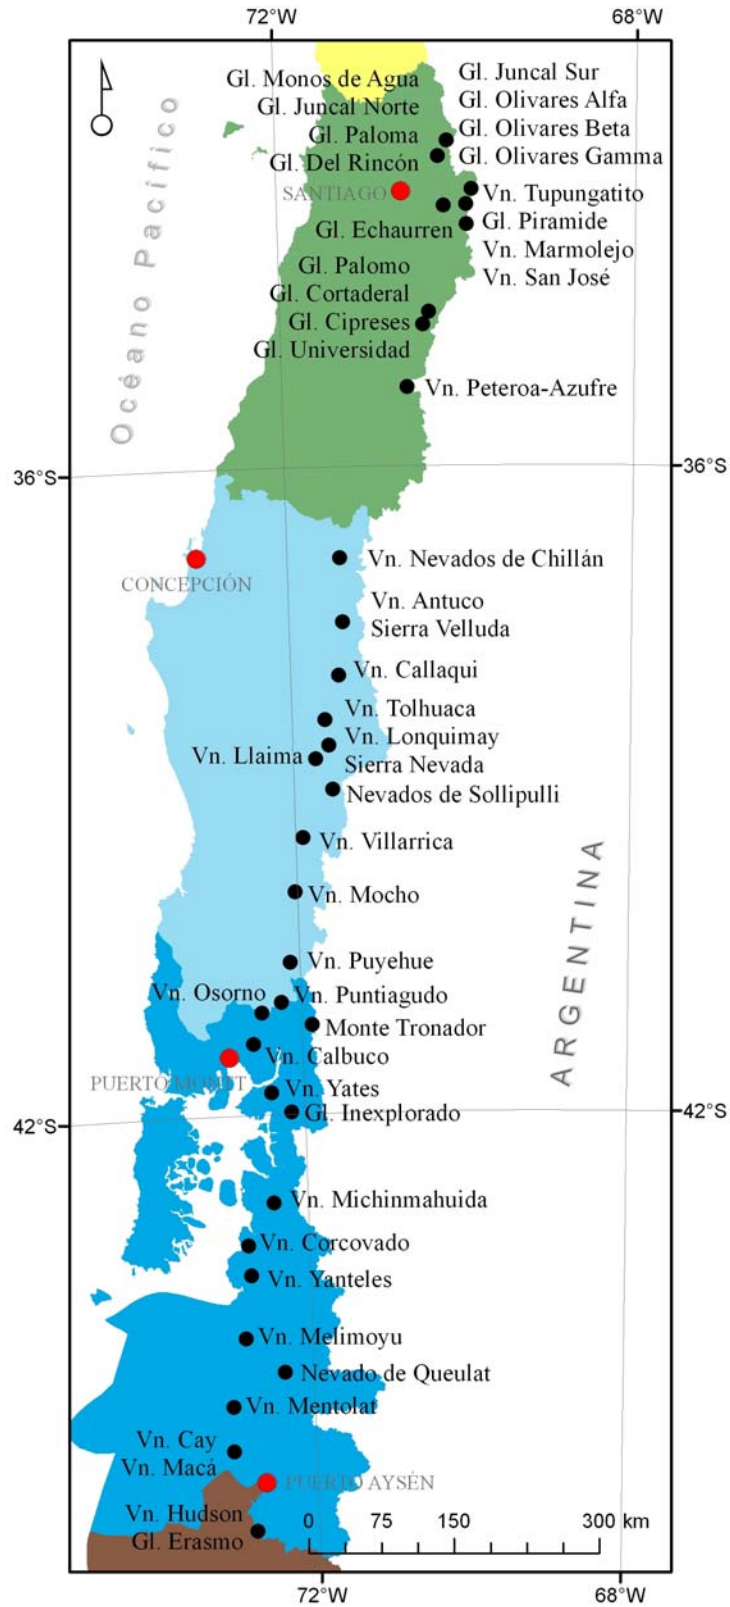 72°W
68°W
Gl. Monos de Agua
Gl. Juncal Norte
Gl. Paloma
Gl. Del Rincón
Gl. Juncal Sur
Gl. Olivares Alfa
Gl. Olivares Beta
Gl. Olivares Gamma
Océano Pacífico
SANTIAGO
Vn. Tupungatito
Gl. Piramide
Vn. Marmolejo
Vn. San José
Gl. Echaurren
Gl. Palomo
Gl. Cortaderal
Gl. Cipreses
Gl. Universidad
Vn. Peteroa-Azufre
36°S
36°S
CONCEPCIÓN
Vn. Nevados de Chillán
Vn. Antuco
Sierra Velluda
Vn. Callaqui
Vn. Tolhuaca
Vn. Lonquimay
Vn. Llaima
Sierra Nevada
Nevados de Sollipulli
Vn. Villarrica
Vn. Mocho
ARGENTINA
Vn. Puyehue
Vn. Osorno
Vn. Puntiagudo
Monte Tronador
Vn. Calbuco
PUERTO MONTT
Vn. Yates
Gl. Inexplorado
42°S
42°S
Vn. Michinmahuida
Vn. Corcovado
Vn. Yanteles
Vn. Melimoyu
Nevado de Queulat
Vn. Mentolat
Vn. Cay
Vn. Macá
PUERTO AYSÉN
Vn. Hudson
Gl. Erasmo
0 75 150 300 km
72°W
68°W